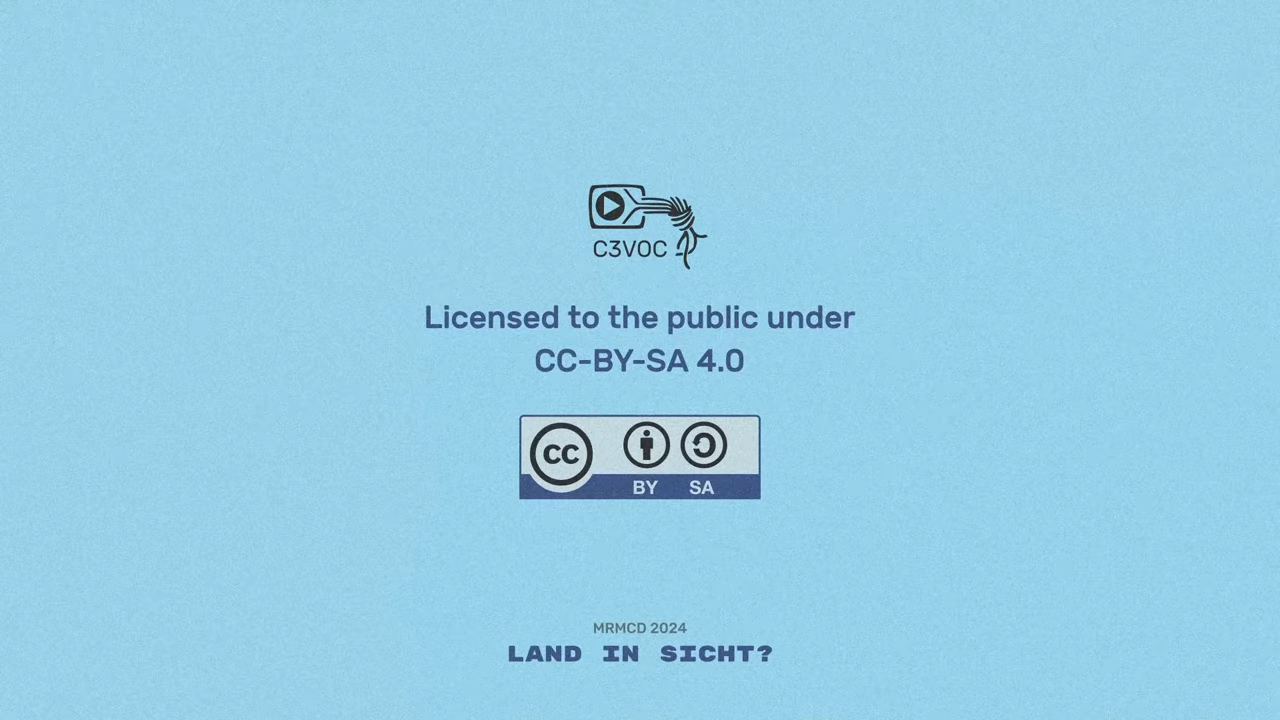 C3VOC
Licensed to the public under
CC-BY-SA 4.0
CC
BY SA
MRMCD 2024
LAND IN SICHT?